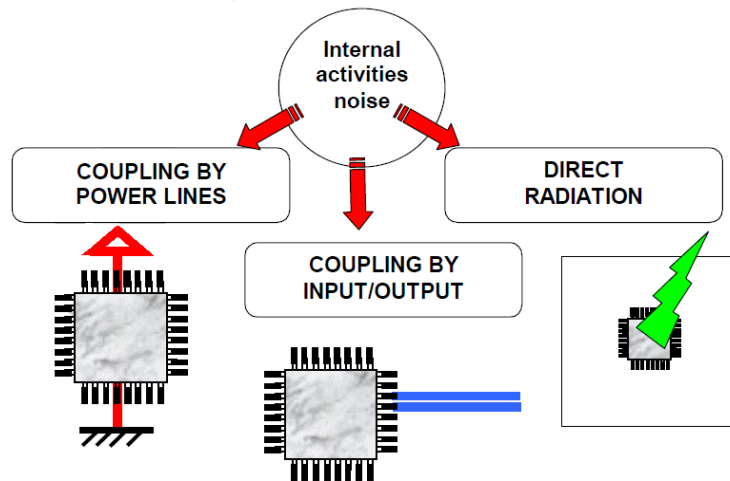 Internal
activities
noise
COUPLING BY
POWER LINES
DIRECT
RADIATION
COUPLING BY
INPUT/OUTPUT